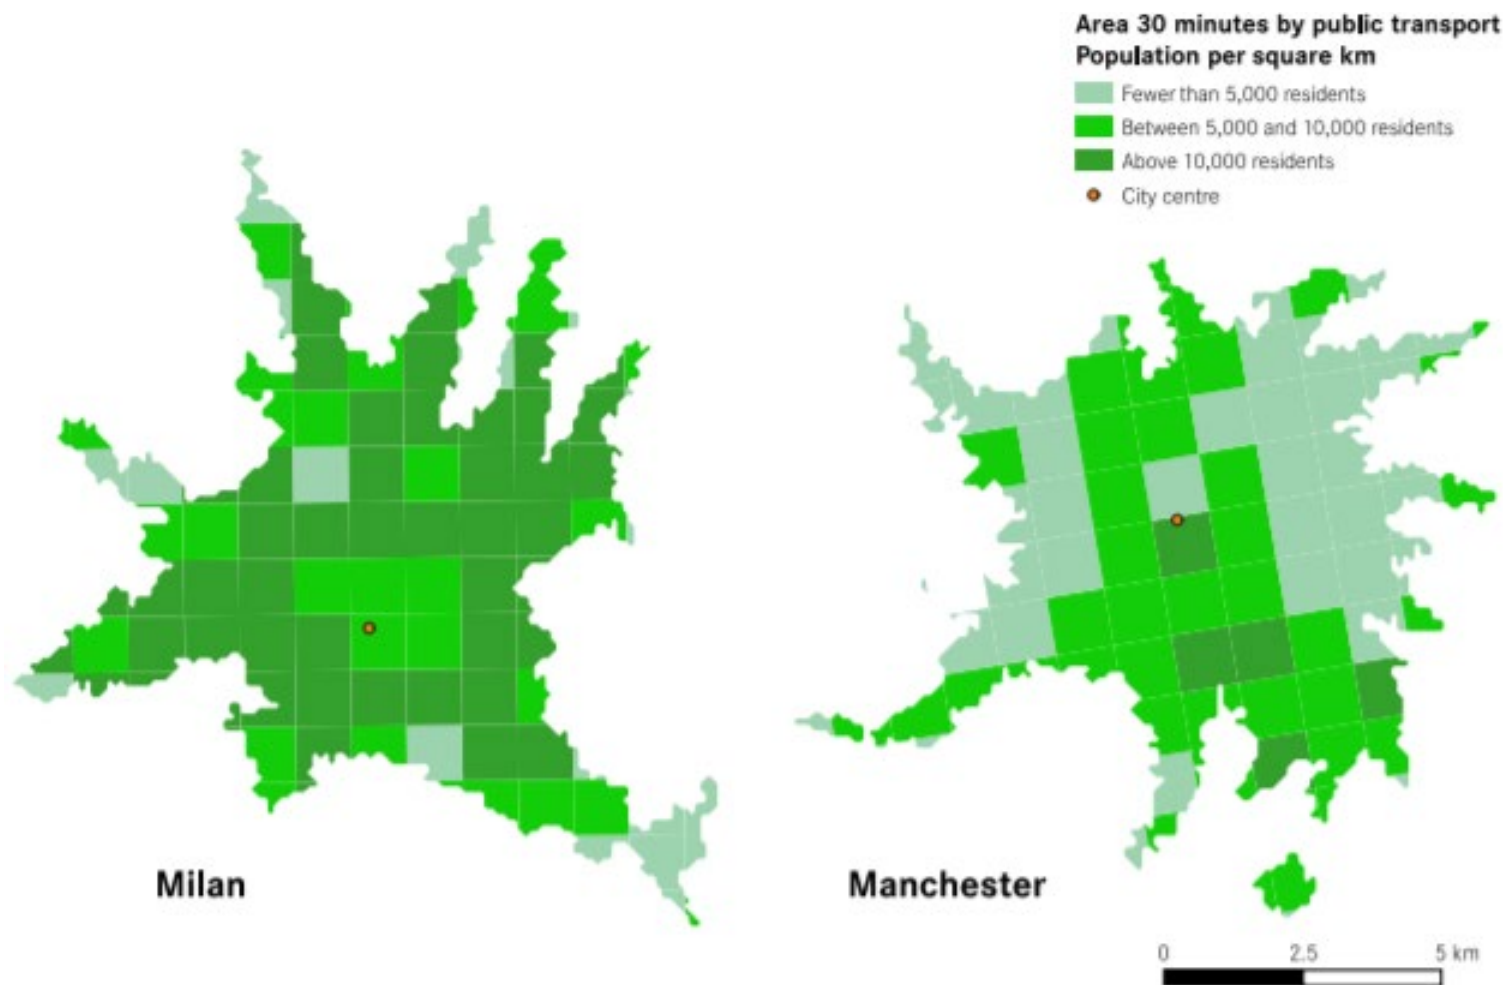 Area 30 minutes by public transport
Population per square km
Fewer than 5,000 residents
Between 5,000 and 10,000 residents
Above 10,000 residents
City centre
Milan
Manchester
0 2.5 5 km